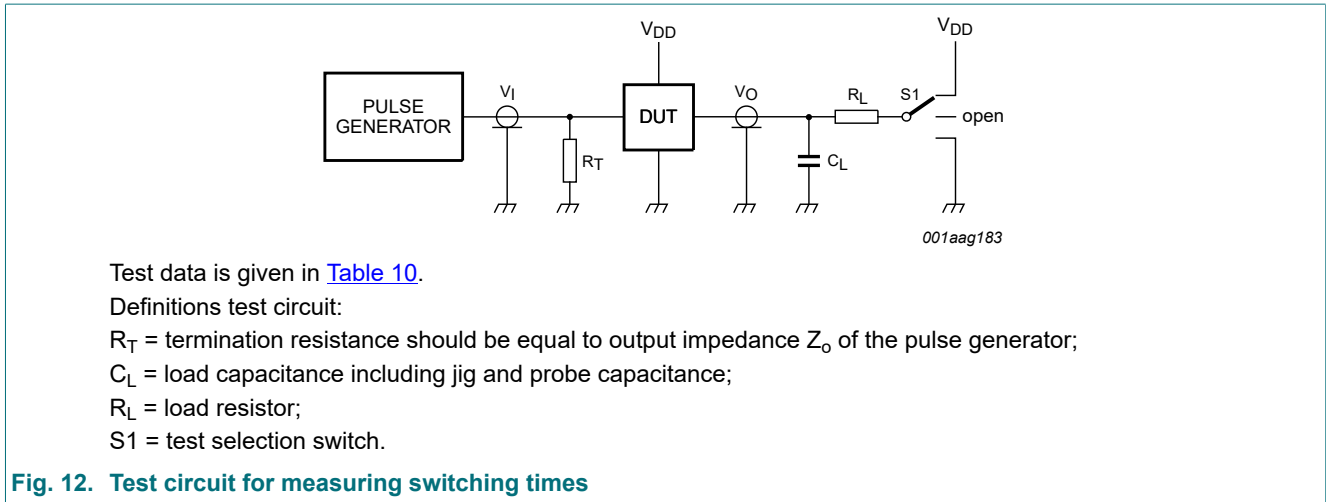 VDD
VDD
PULSE
GENERATOR
VI
RT
DUT
VO
CL
RL
S1
open
001aag183
Test data is given in Table 10.
Definitions test circuit:
RT = termination resistance should be equal to output impedance Zo of the pulse generator;
CL = load capacitance including jig and probe capacitance;
RL = load resistor;
S1 = test selection switch.
Fig. 12. Test circuit for measuring switching times